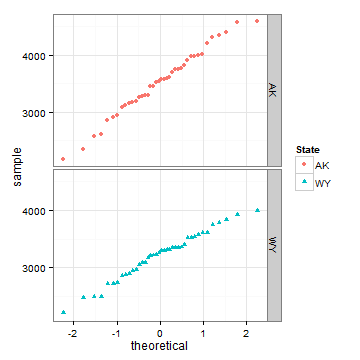 4000
3000
AK
sample
State
AK
WY
4000
3000
WY
-2 -1 0 1 2
theoretical